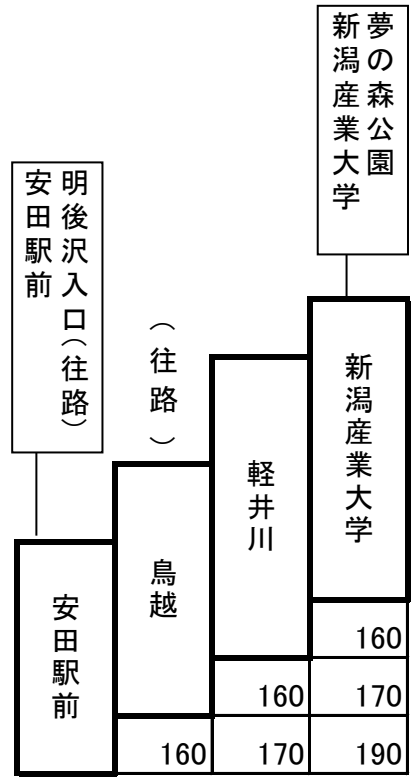 夢の森公園
新潟産業大学
明後沢入口（往路）
安田駅前
（往路）
新潟産業大学
軽井川
鳥越
安田駅前
160
160 170
160 170 190